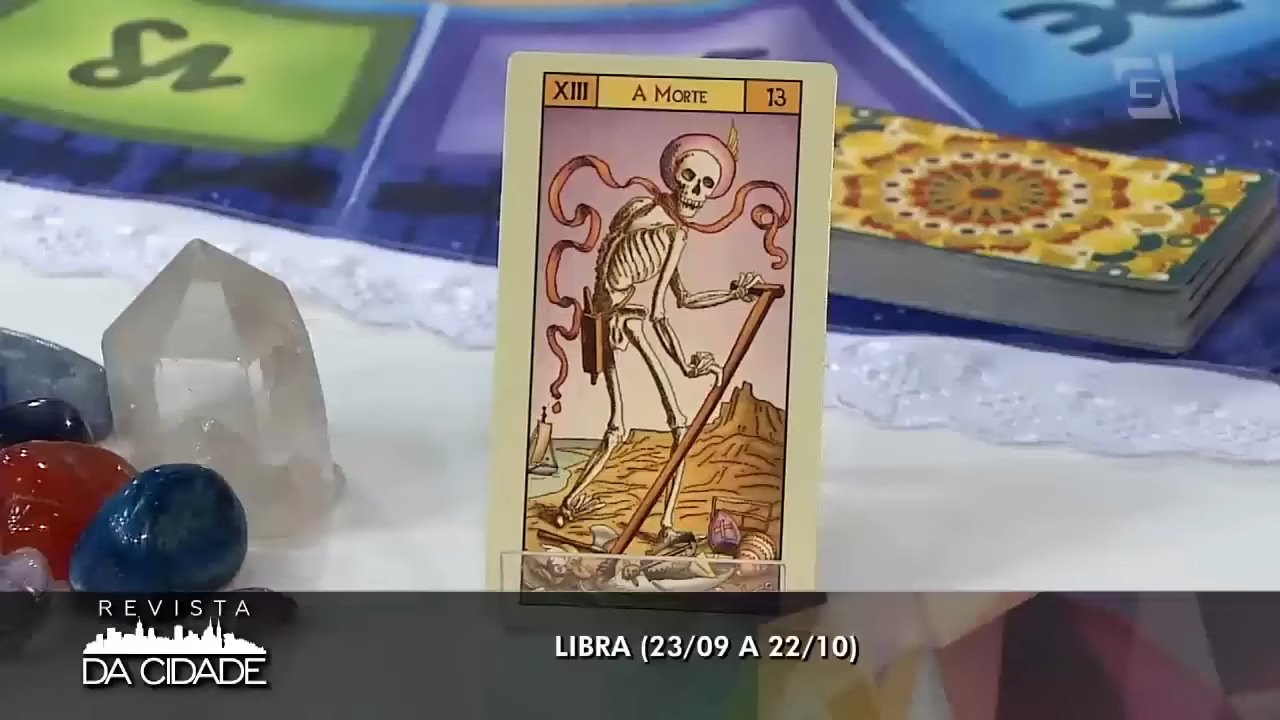 XIII A MORTE 13
G
REVISTA
DA CIDADE
LIBRA (23/09 A 22/10)